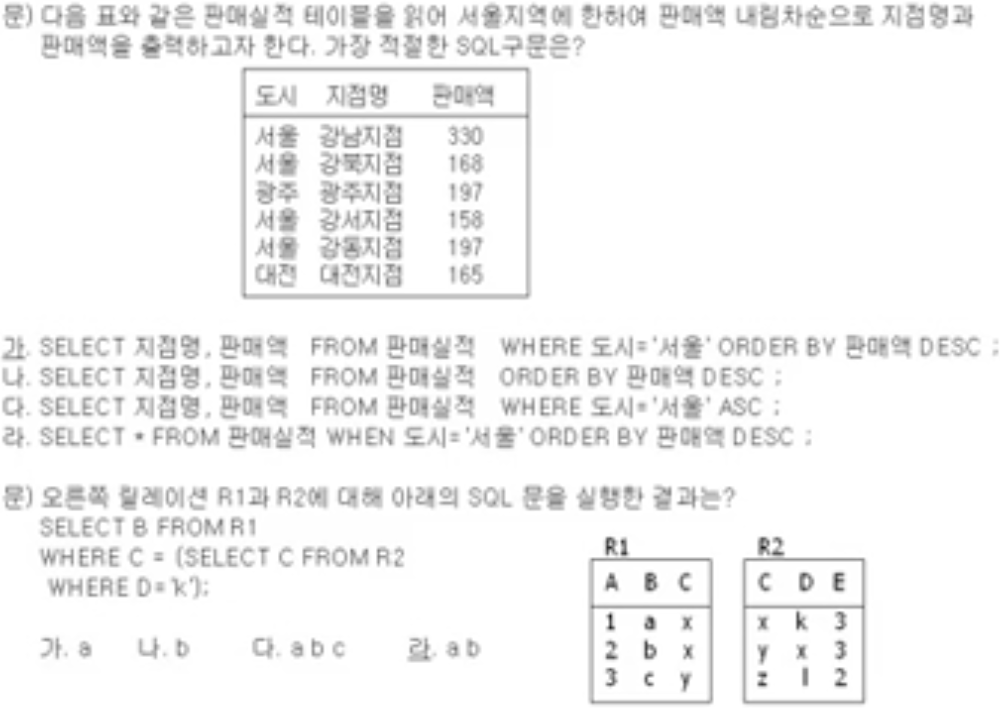 문) 다음 표와 같은 판매실적 테이블을 읽어 서울지역에 한하여 판매액 내림차순으로 지점명과
판매액을 출력하고자 한다. 가장 적절한 SQL구문은?
도시 지점명 판매액
서울 강남지점 330
서울 강북지점 168
광주 광주지점 197
서울 강서지점 158
서울 강동지점 197
대전 대전지점 165
가. SELECT 지점명, 판매액 FROM 판매실적 WHERE 도시='서울' ORDER BY 판매액 DESC ;
나. SELECT 지점명, 판매액 FROM 판매실적 ORDER BY 판매액 DESC ;
다. SELECT 지점명, 판매액 FROM 판매실적 WHERE 도시='서울' ASC ;
라. SELECT * FROM 판매실적 WHEN 도시='서울' ORDER BY 판매액 DESC ;
문) 오른쪽 릴레이션 R1과 R2에 대해 아래의 SQL 문을 실행한 결과는?
SELECT B FROM R1
WHERE C = (SELECT C FROM R2
WHERE D= 'k');
가. a 나. b 다. a b c 라. a b
R1
A B C
1 a x
2 b x
3 c y
R2
C D E
x k 3
y x 3
z l 2